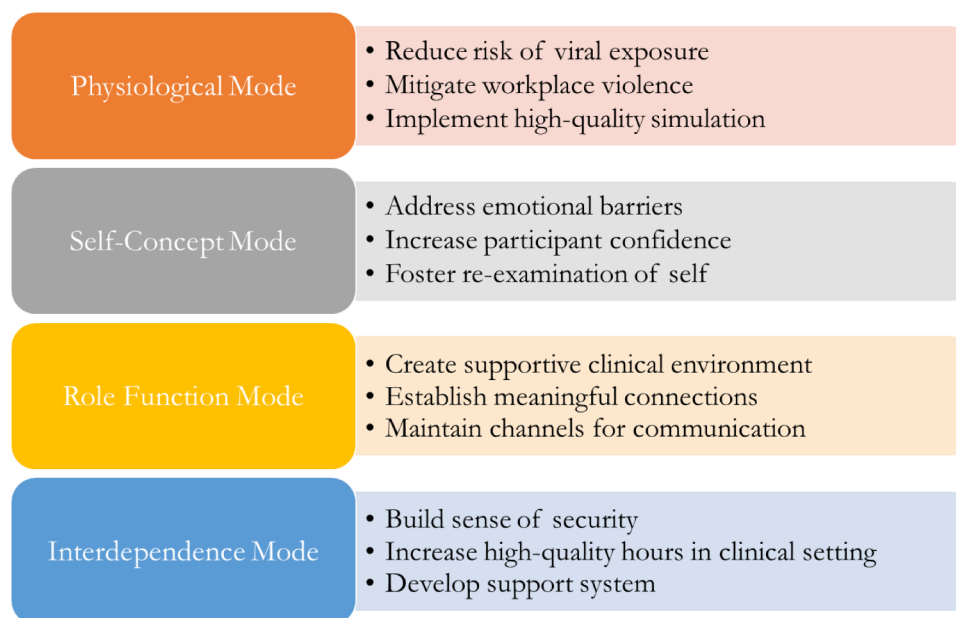 Physiological Mode
• Reduce risk of viral exposure
• Mitigate workplace violence
• Implement high-quality simulation
Self-Concept Mode
• Address emotional barriers
• Increase participant confidence
• Foster re-examination of self
Role Function Mode
• Create supportive clinical environment
• Establish meaningful connections
• Maintain channels for communication
Interdependence Mode
• Build sense of security
• Increase high-quality hours in clinical setting
• Develop support system